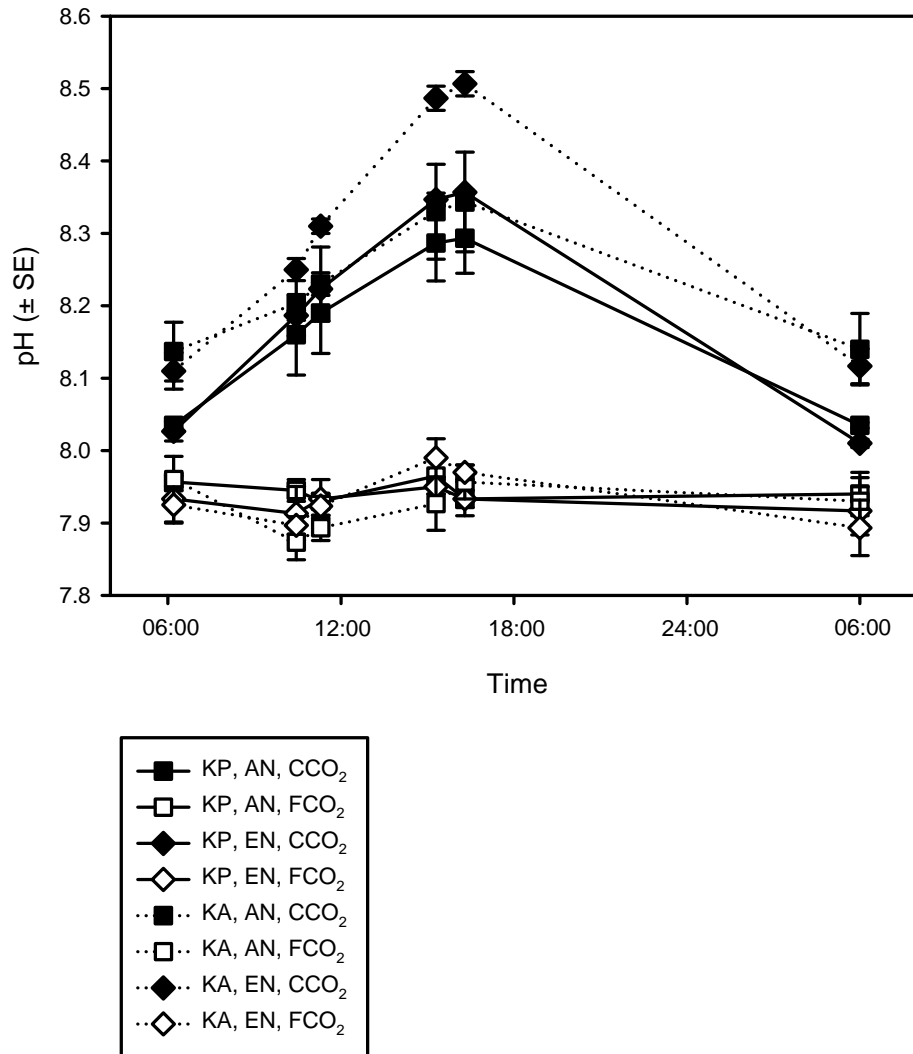 8.6
8.5
8.4
8.3
8.2
8.1
8.0
7.9
7.8
pH (± SE)
06:00 12:00 18:00 24:00 06:00
Time
KP, AN, CCO₂
KP, AN, FCO₂
KP, EN, CCO₂
KP, EN, FCO₂
KA, AN, CCO₂
KA, AN, FCO₂
KA, EN, CCO₂
KA, EN, FCO₂